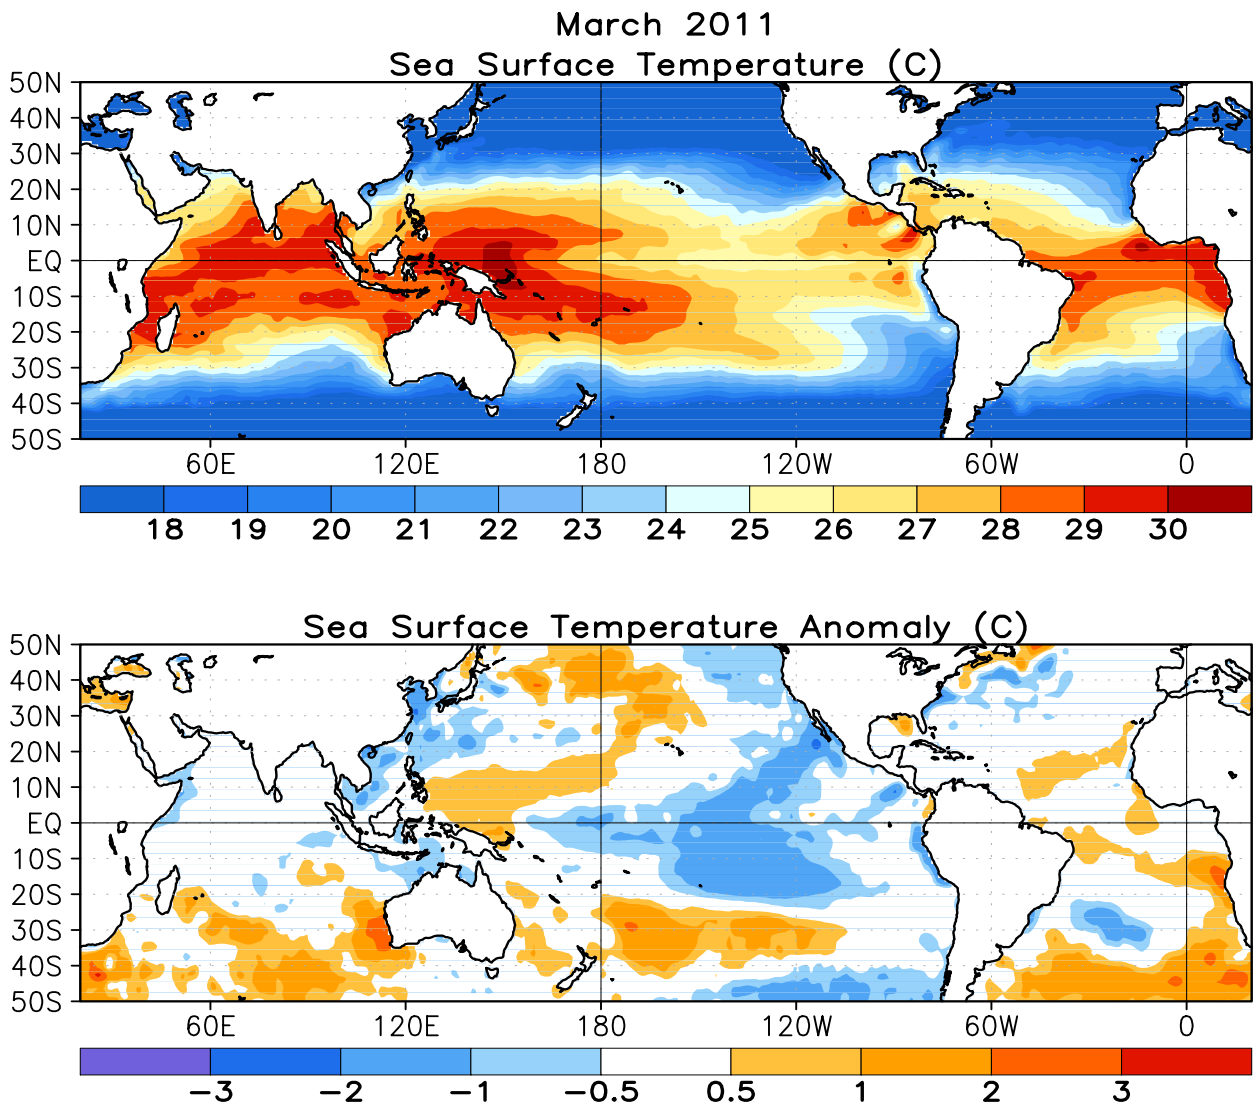 March 2011
Sea Surface Temperature (C)
50N
40N
30N
20N
10N
EQ
10S
20S
30S
40S
50S
60E 120E 180 120W 60W 0
18 19 20 21 22 23 24 25 26 27 28 29 30
Sea Surface Temperature Anomaly (C)
50N
40N
30N
20N
10N
EQ
10S
20S
30S
40S
50S
60E 120E 180 120W 60W 0
−3 −2 −1 −0.5 0.5 1 2 3